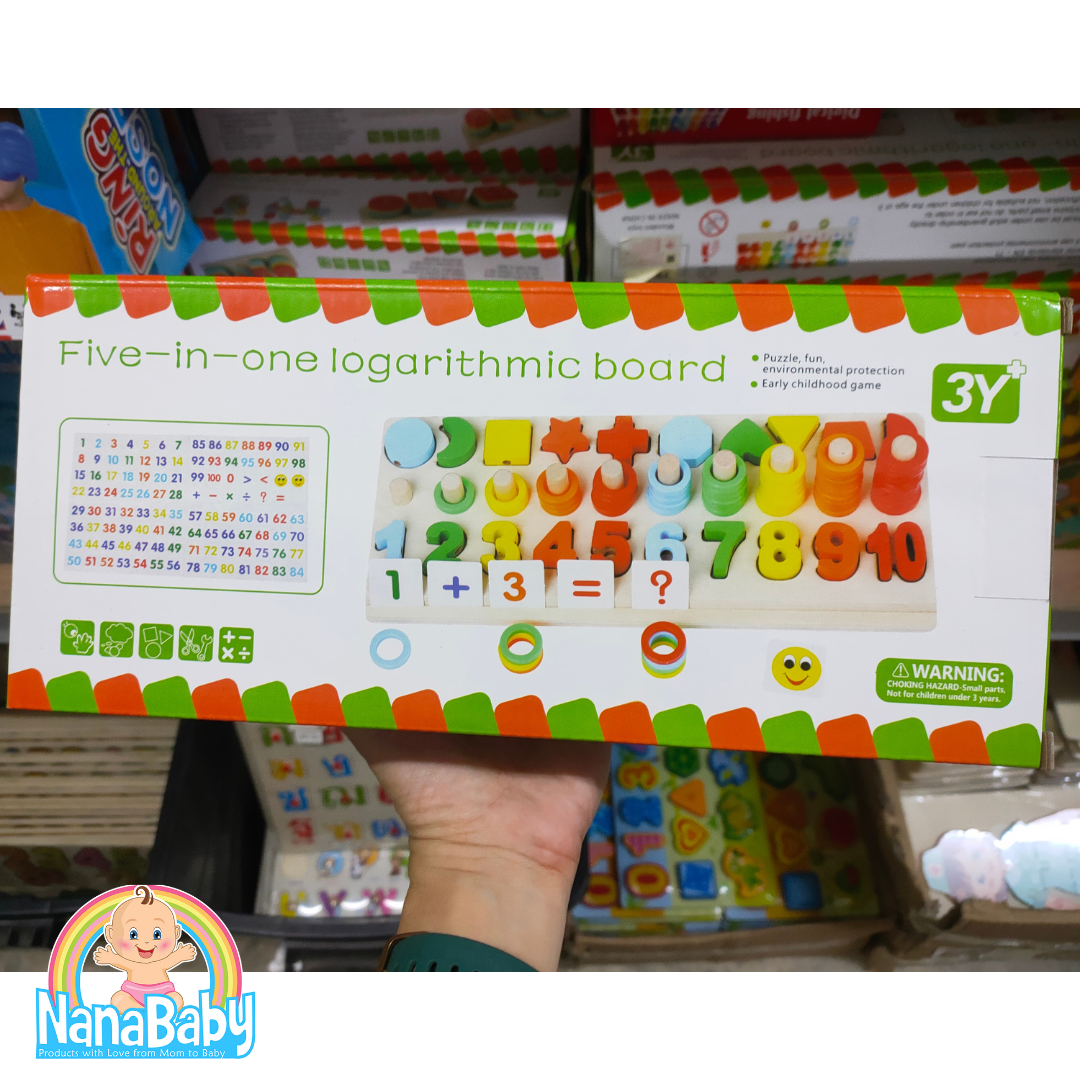 RING
AROUND THE
NOSY
Digital fishing
3Y
Five-in-one logarithmic board
Puzzle, fun,
environmental protection
Early childhood game
3Y+
1 2 3 4 5 6 7 85 86 87 88 89 90 91
8 9 10 11 12 13 14 92 93 94 95 96 97 98
15 16 17 18 19 20 21 99 100 0 > <
22 23 24 25 26 27 28 + - × ÷ ? =
29 30 31 32 33 34 35 57 58 59 60 61 62 63
36 37 38 39 40 41 42 64 65 66 67 68 69 70
43 44 45 46 47 48 49 71 72 73 74 75 76 77
50 51 52 53 54 55 56 78 79 80 81 82 83 84
1 2 3 4 5 6 7 8 9 10
1 + 3 = ?
+ -
× ÷
WARNING:
CHOKING HAZARD-Small parts,
Not for children under 3 years.
NanaBaby
Products with Love from Mom to Baby